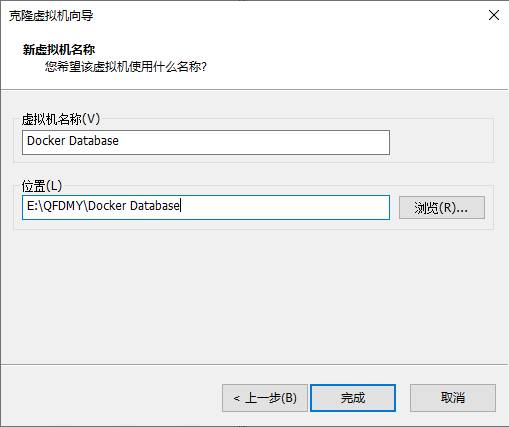 克隆虚拟机向导
新虚拟机名称
您希望该虚拟机使用什么名称?
虚拟机名称(V)
Docker Database
位置(L)
E:\QFDMY\Docker Database
浏览(R)...
< 上一步(B)
完成
取消